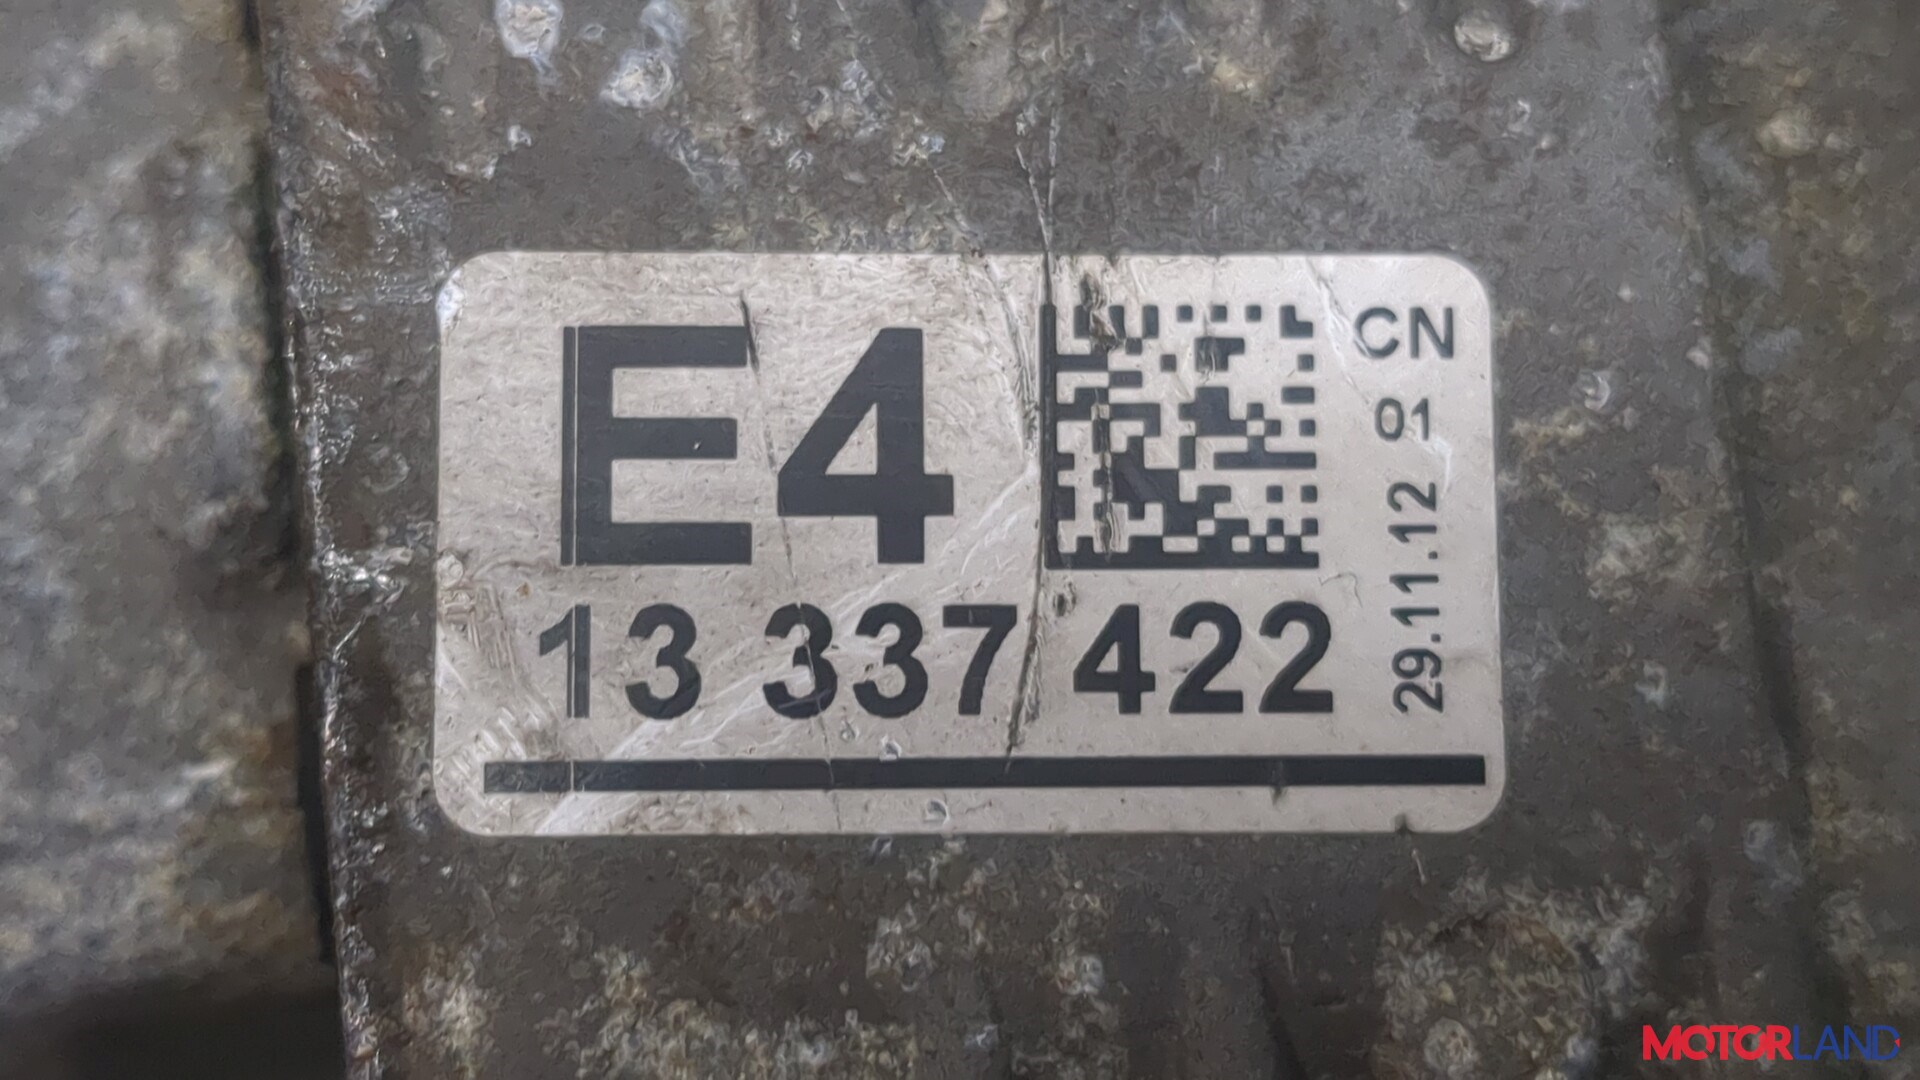 E4
CN
01
29.11.12
13 337 422
MOTORLAND